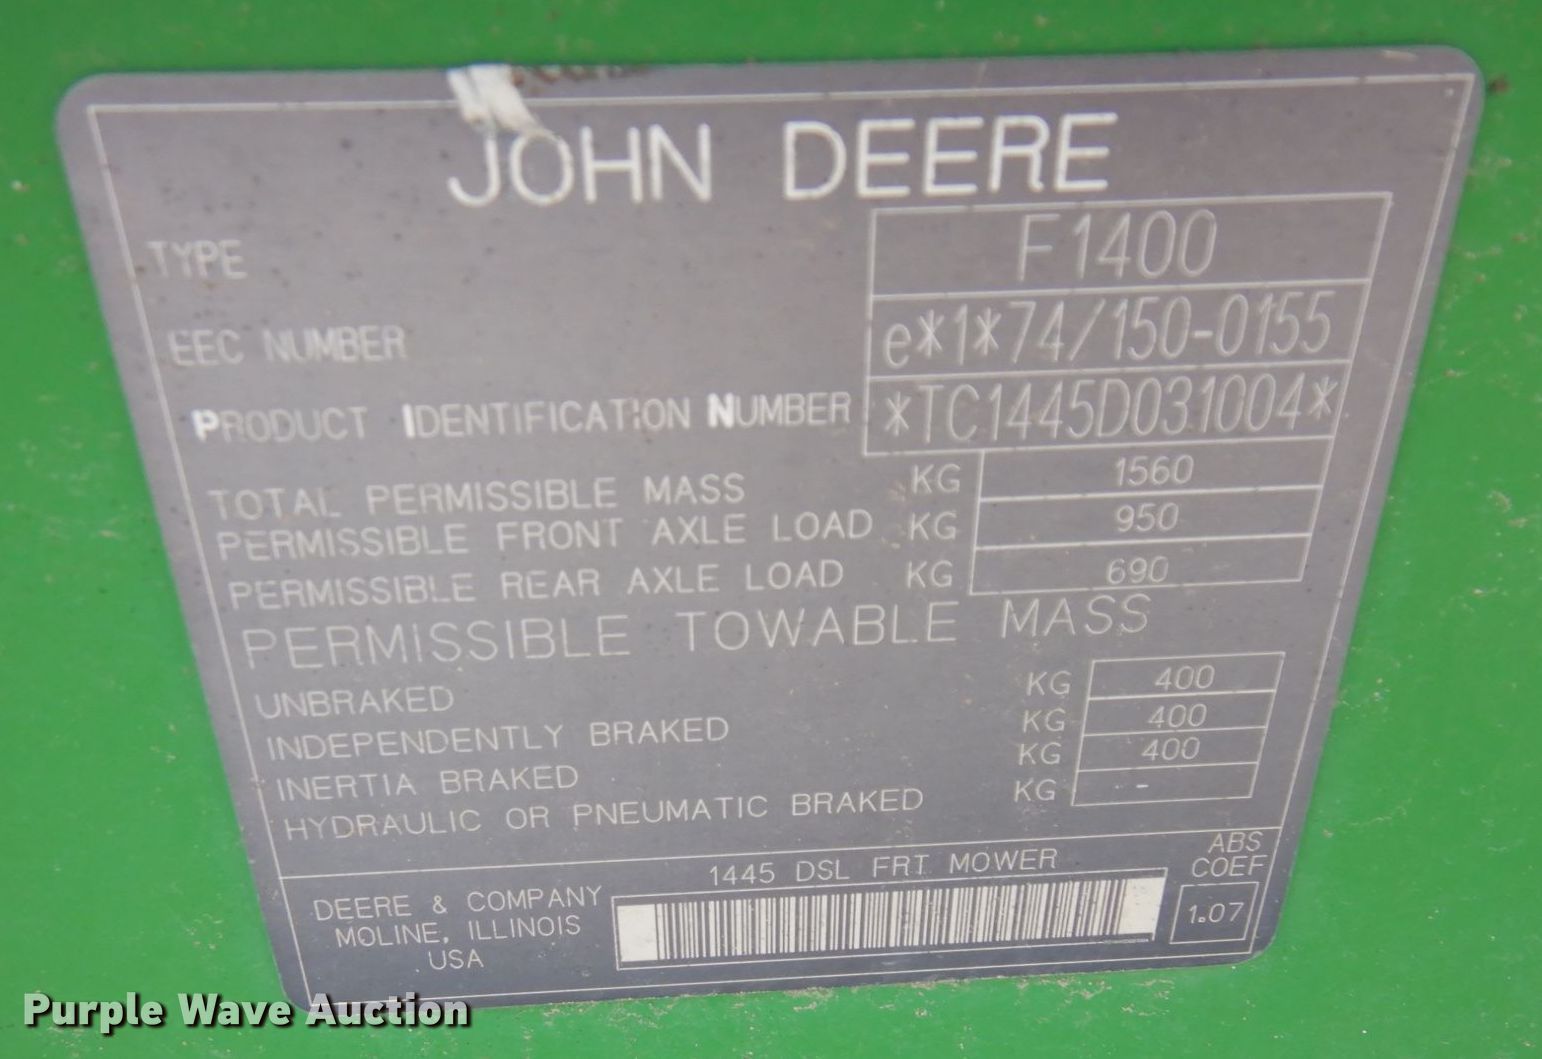 JOHN DEERE
TYPE F1400
EEC NUMBER e*1*74/150-0155
PRODUCT IDENTIFICATION NUMBER *TC1445D031004*
TOTAL PERMISSIBLE MASS KG 1560
PERMISSIBLE FRONT AXLE LOAD KG 950
PERMISSIBLE REAR AXLE LOAD KG 690
PERMISSIBLE TOWABLE MASS
UNBRAKED KG 400
INDEPENDENTLY BRAKED KG 400
INERTIA BRAKED KG 400
HYDRAULIC OR PNEUMATIC BRAKED KG -
1445 DSL FRT MOWER
ABS
COEF
1.07
DEERE & COMPANY
MOLINE, ILLINOIS
USA
Purple Wave Auction